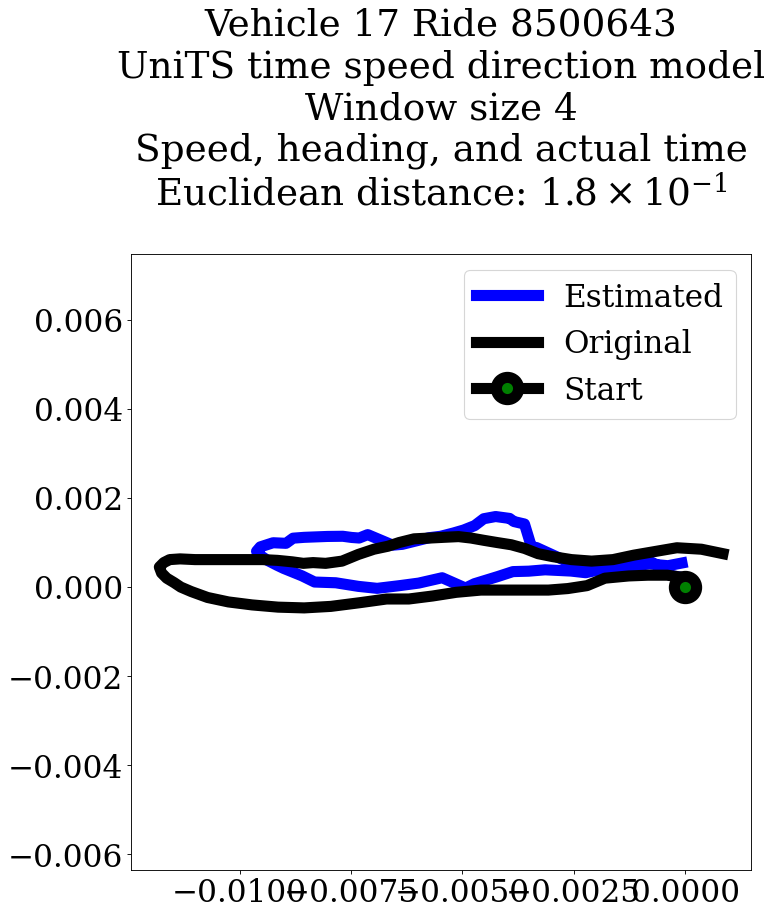 Vehicle 17 Ride 8500643
UniTS time speed direction model
Window size 4
Speed, heading, and actual time
Euclidean distance: 1.8 × 10⁻¹
Estimated
Original
Start
0.006
0.004
0.002
0.000
−0.002
−0.004
−0.006
−0.0100 −0.0075 −0.0050 −0.0025 0.0000